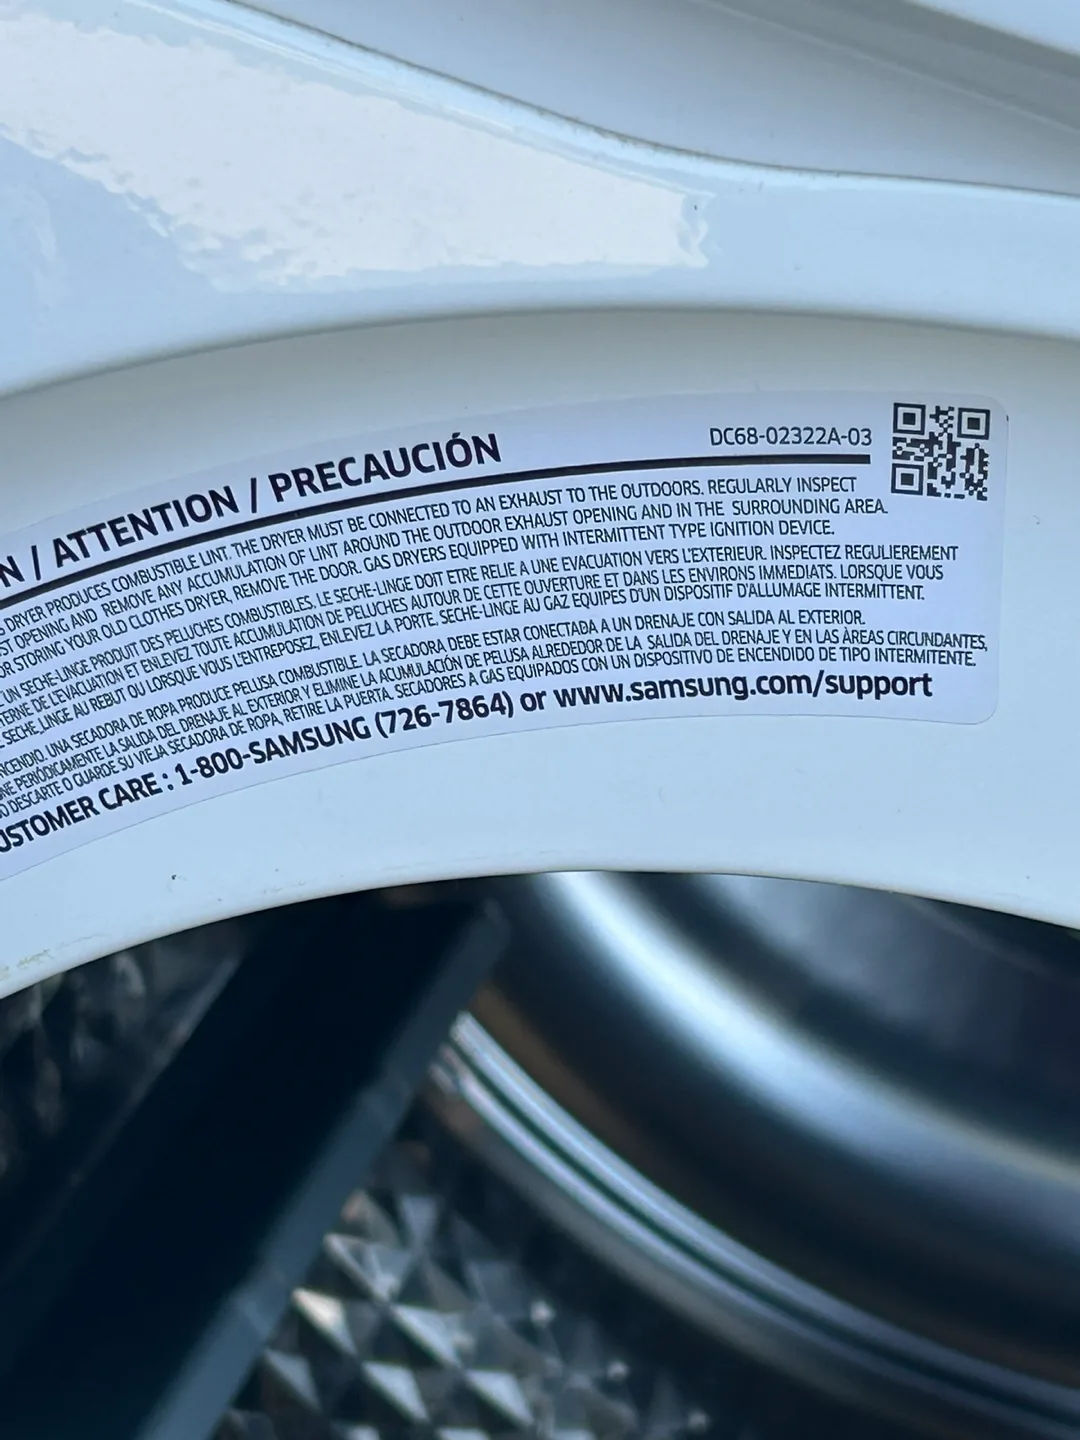 N / ATTENTION / PRECAUCIÓN
DC68-02322A-03
DRYER PRODUCES COMBUSTIBLE LINT. THE DRYER MUST BE CONNECTED TO AN EXHAUST TO THE OUTDOORS. REGULARLY INSPECT
ST OPENING AND REMOVE ANY ACCUMULATION OF LINT AROUND THE OUTDOOR EXHAUST OPENING AND IN THE SURROUNDING AREA.
OR STORING YOUR OLD CLOTHES DRYER, REMOVE THE DOOR. GAS DRYERS EQUIPPED WITH INTERMITTENT TYPE IGNITION DEVICE.
UN SECHE-LINGE PRODUIT DES PELUCHES COMBUSTIBLES. LE SECHE-LINGE DOIT ETRE RELIE A UNE EVACUATION VERS L'EXTERIEUR. INSPECTEZ REGULIEREMENT
TERNE DE L'EVACUATION ET ENLEVEZ TOUTE ACCUMULATION DE PELUCHES AUTOUR DE CETTE OUVERTURE ET DANS LES ENVIRONS IMMEDIATS. LORSQUE VOUS
SECHE_LINGE AU REBUT OU LORSQUE VOUS L'ENTREPOSEZ, ENLEVEZ LA PORTE. SECHE-LINGE AU GAZ EQUIPES D'UN DISPOSITIF D'ALLUMAGE INTERMITTENT.
NCENDIO. UNA SECADORA DE ROPA PRODUCE PELUSA COMBUSTIBLE. LA SECADORA DEBE ESTAR CONECTADA A UN DRENAJE CON SALIDA AL EXTERIOR.
NE PERIÓDICAMENTE LA SALIDA DEL DRENAJE AL EXTERIOR Y ELIMINE LA ACUMULACIÓN DE PELUSA ALREDEDOR DE LA SALIDA DEL DRENAJE Y EN LAS ÀREAS CIRCUNDANTES,
O DESCARTE O GUARDE SU VIEJA SECADORA DE ROPA, RETIRE LA PUERTA. SECADORES A GAS EQUIPADOS CON UN DISPOSITIVO DE ENCENDIDO DE TIPO INTERMITENTE.
USTOMER CARE : 1-800-SAMSUNG (726-7864) or www.samsung.com/support